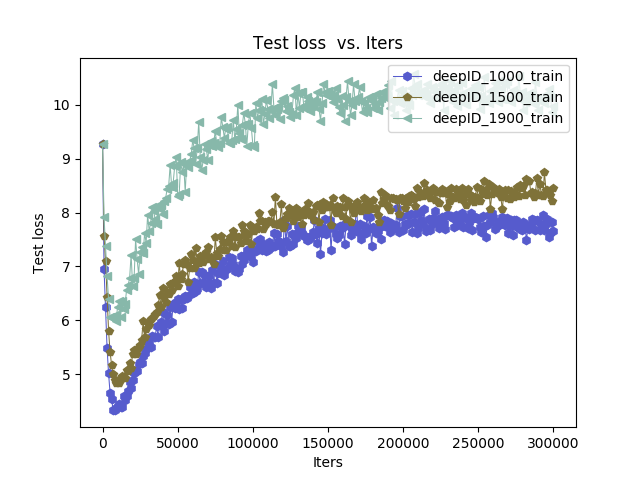 Test loss  vs. Iters
deepID_1000_train
deepID_1500_train
deepID_1900_train
10
9
8
7
6
5
Test loss
0 50000 100000 150000 200000 250000 300000
Iters